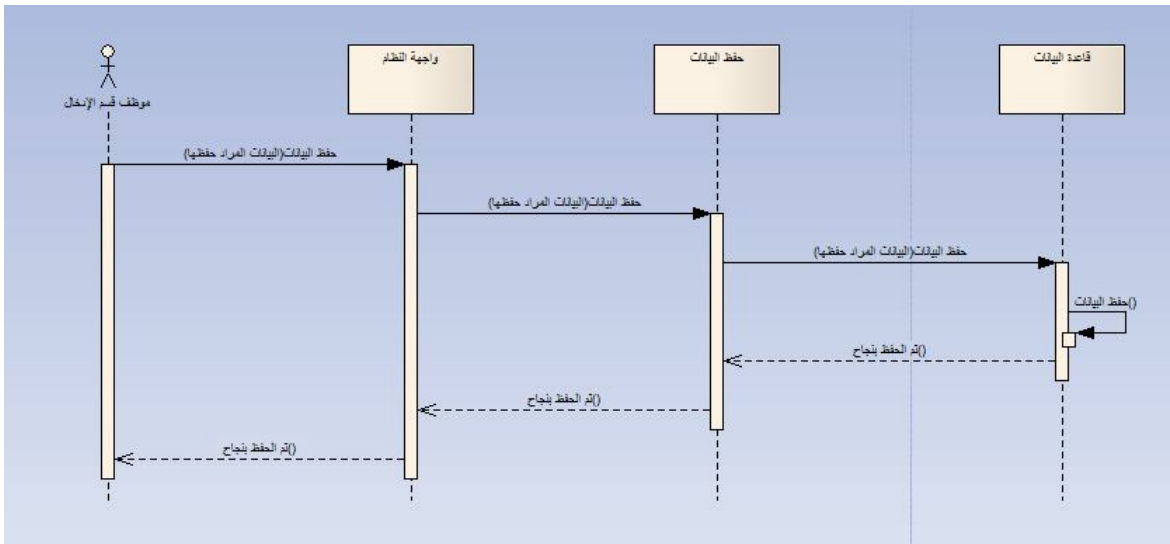 موظف قسم الإدخال
واجهة النظام
حفظ البيانات
قاعدة البيانات
حفظ البيانات(البيانات المراد حفظها)
حفظ البيانات(البيانات المراد حفظها)
حفظ البيانات(البيانات المراد حفظها)
حفظ البيانات()
تم الحفظ بنجاح()
تم الحفظ بنجاح()
تم الحفظ بنجاح()